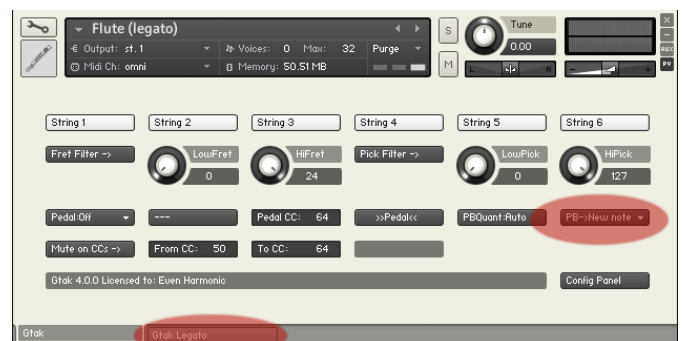 Flute (legato)
S
Tune
0.00
Output: st.1
Voices: 0 Max: 32
Purge
Midi Ch: omni
Memory: 50.51 MB
M
L
R
AUX
PV
String 1
String 2
String 3
String 4
String 5
String 6
Fret Filter ->
LowFret
0
HiFret
24
Pick Filter ->
LowPick
0
HiPick
127
Pedal:Off
---
Pedal CC: 64
>>Pedal<<
PBQuant:Auto
PB->New note
Mute on CCs ->
From CC: 50
To CC: 64
Gtak 4.0.0 Licensed to: Even Harmonic
Config Panel
Gtak
Gtak Legato